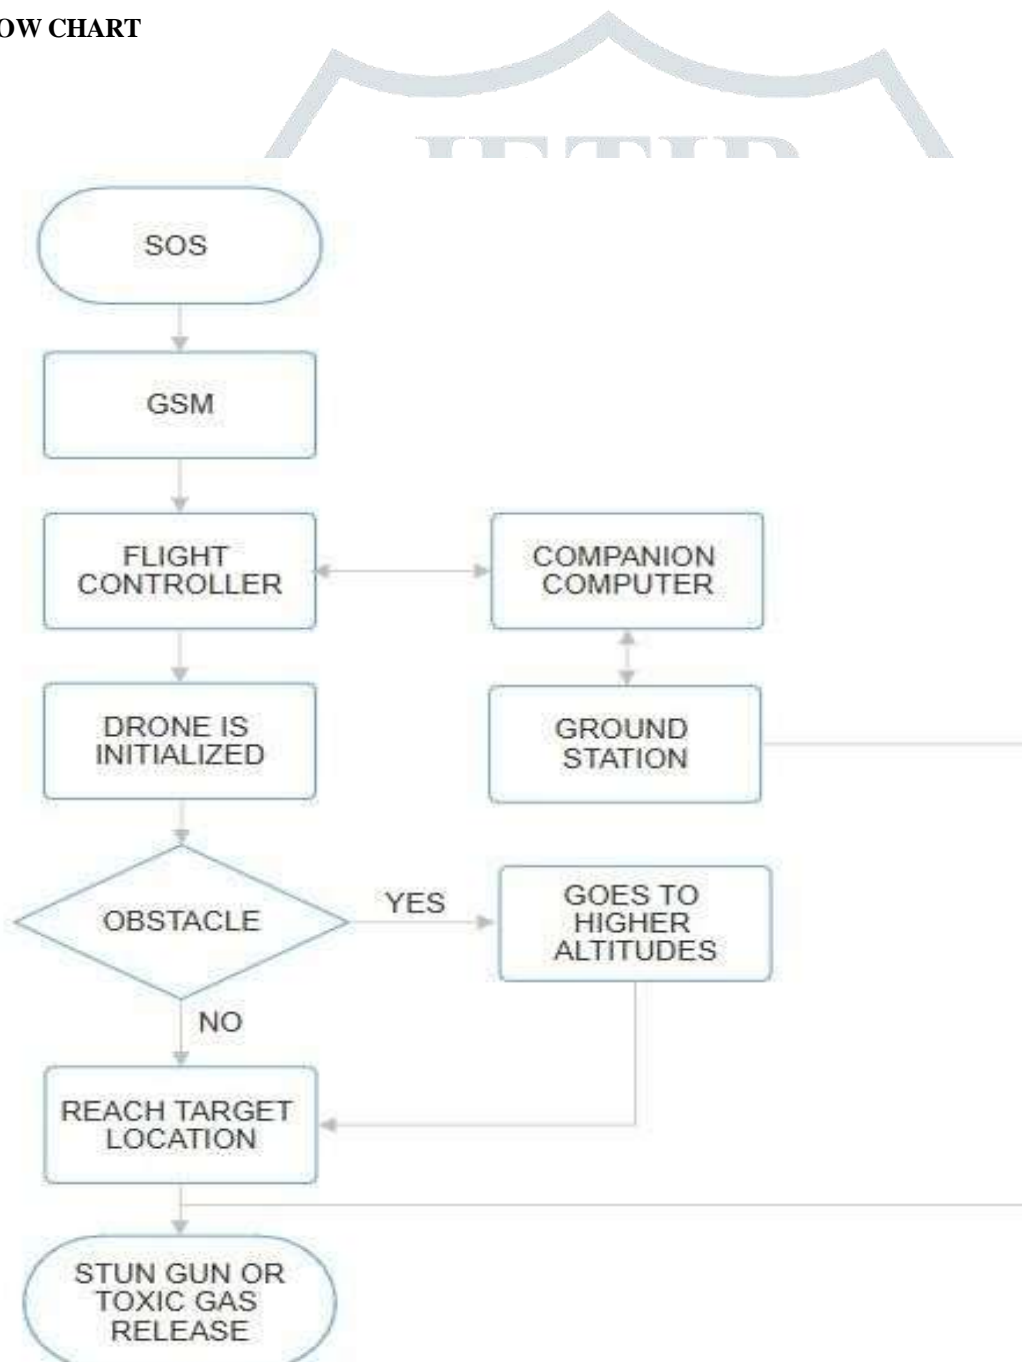 OW CHART
JETIR
SOS
GSM
FLIGHT
CONTROLLER
COMPANION
COMPUTER
DRONE IS
INITIALIZED
GROUND
STATION
OBSTACLE
YES
GOES TO
HIGHER
ALTITUDES
NO
REACH TARGET
LOCATION
STUN GUN OR
TOXIC GAS
RELEASE